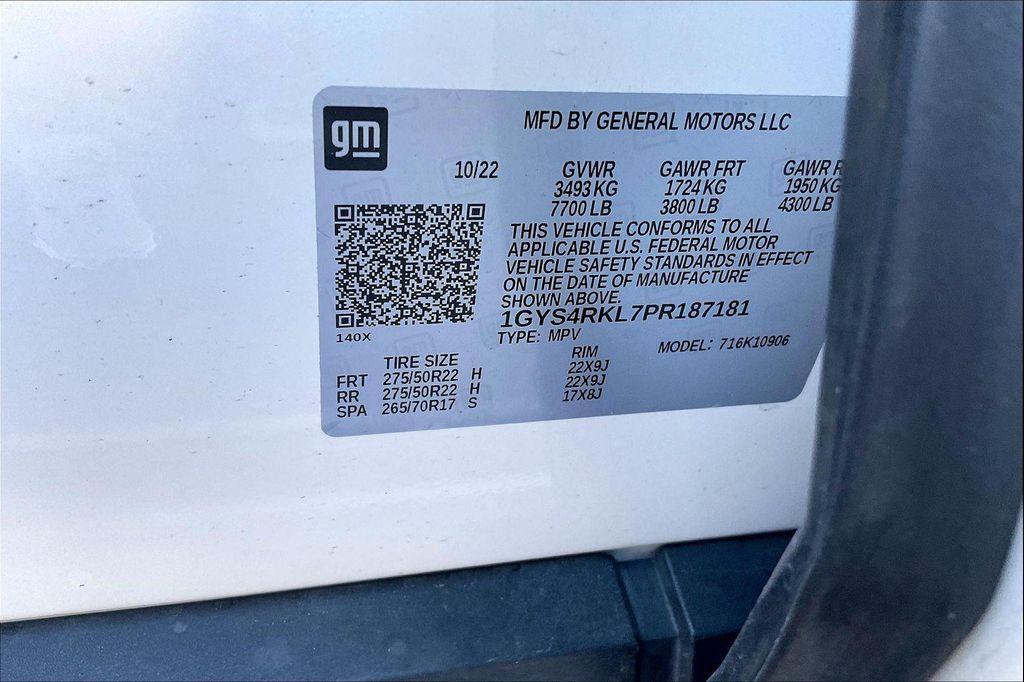 gm
MFD BY GENERAL MOTORS LLC
10/22 GVWR GAWR FRT GAWR
3493 KG 1724 KG 1950 KG
7700 LB 3800 LB 4300 LB
THIS VEHICLE CONFORMS TO ALL
APPLICABLE U.S. FEDERAL MOTOR
VEHICLE SAFETY STANDARDS IN EFFECT
ON THE DATE OF MANUFACTURE
SHOWN ABOVE.
1GYS4RKL7PR187181
TYPE: MPV MODEL: 716K10906
140X
TIRE SIZE RIM
FRT 275/50R22 H 22X9J
RR 275/50R22 H 22X9J
SPA 265/70R17 S 17X8J